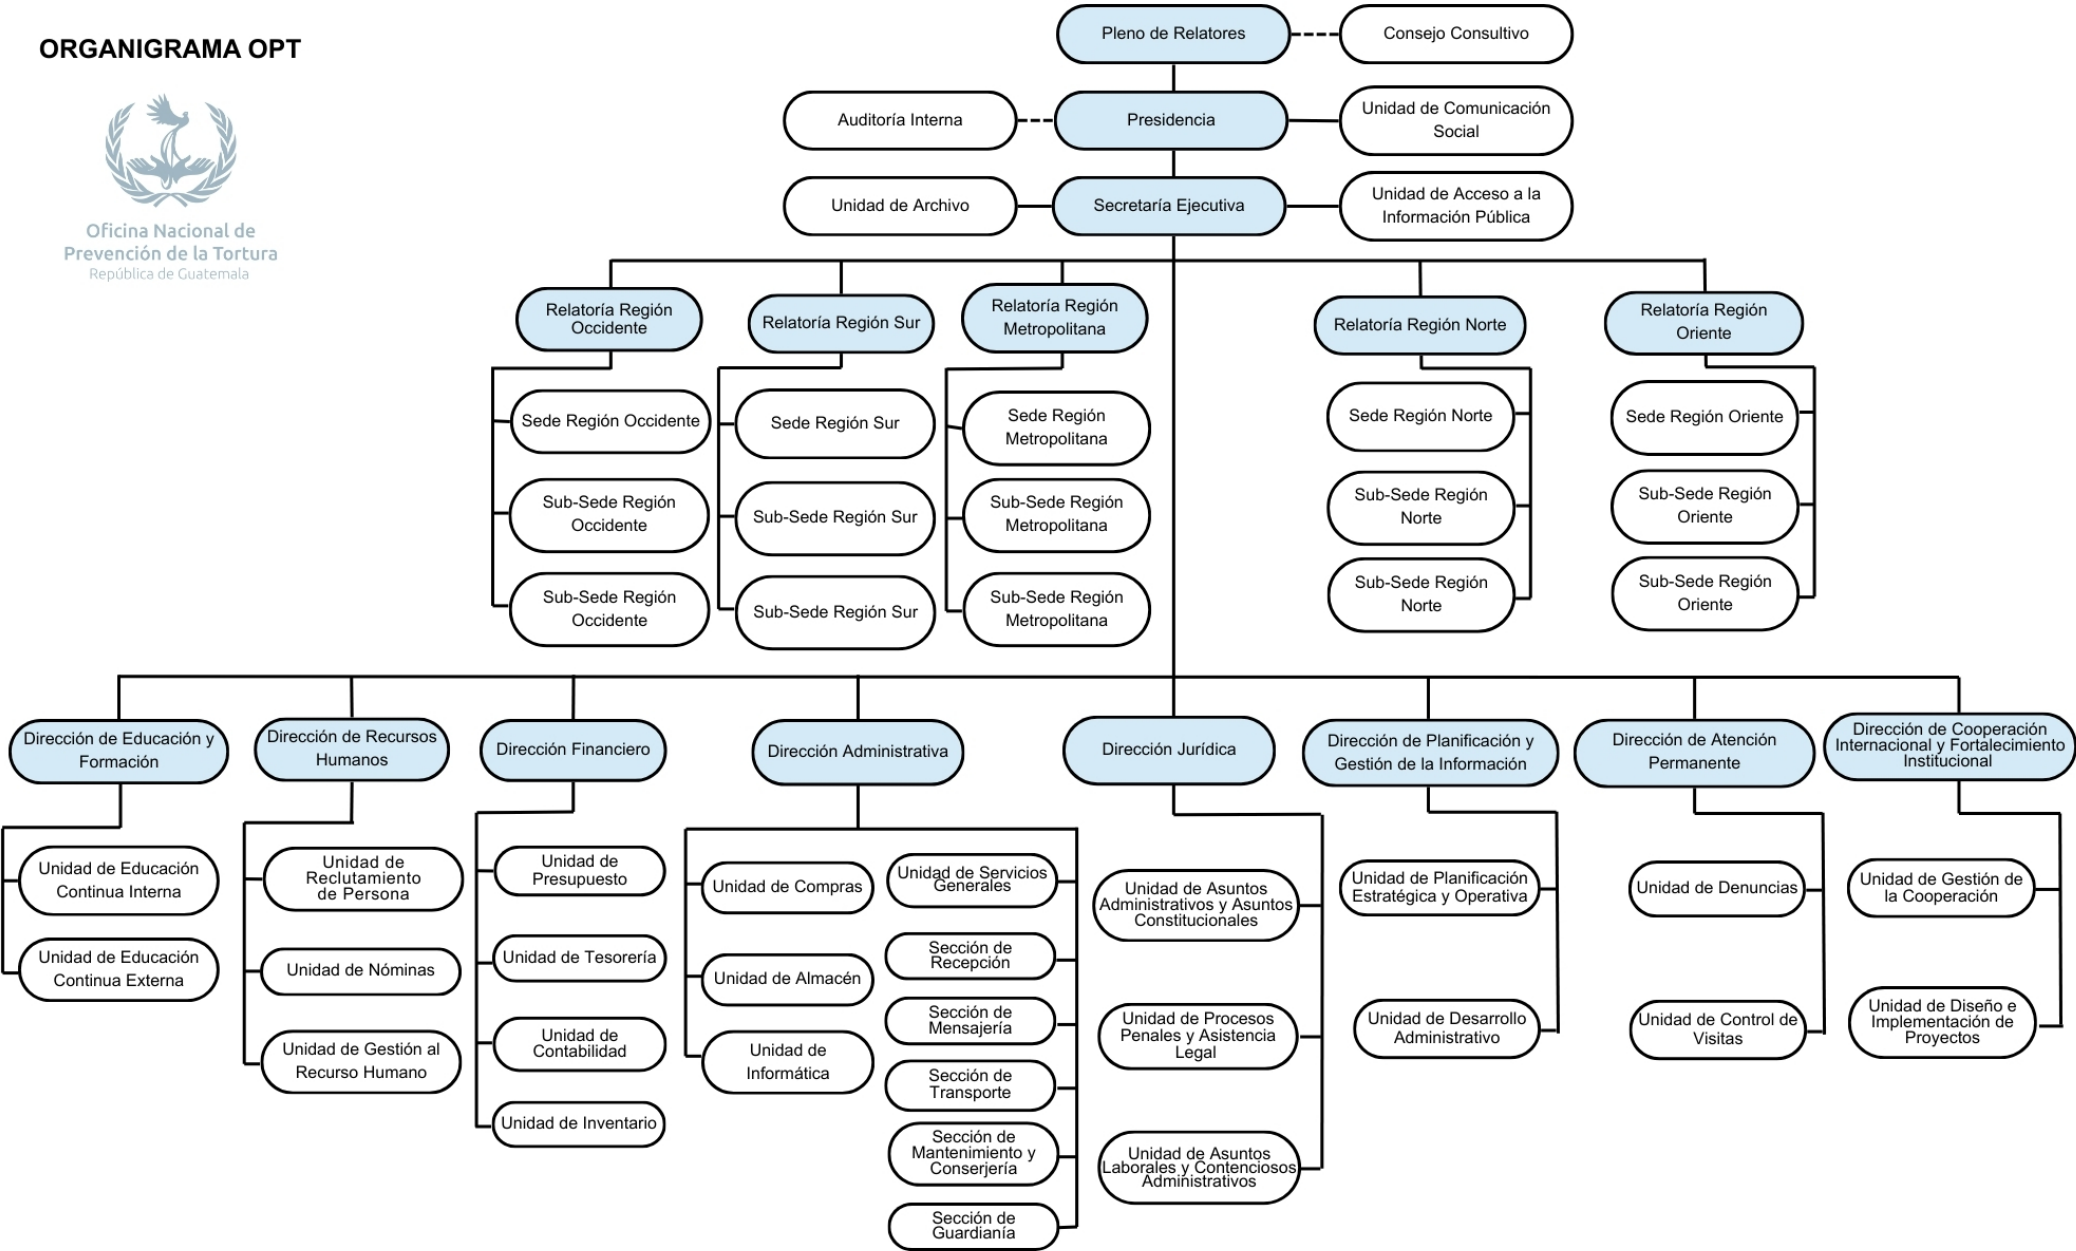 ORGANIGRAMA OPT
Oficina Nacional de
Prevención de la Tortura
República de Guatemala
Pleno de Relatores
Consejo Consultivo
Auditoría Interna
Presidencia
Unidad de Comunicación
Social
Unidad de Archivo
Secretaría Ejecutiva
Unidad de Acceso a la
Información Pública
Relatoría Región
Occidente
Relatoría Región Sur
Relatoría Región
Metropolitana
Relatoría Región Norte
Relatoría Región
Oriente
Sede Región Occidente
Sede Región Sur
Sede Región
Metropolitana
Sede Región Norte
Sede Región Oriente
Sub-Sede Región
Occidente
Sub-Sede Región Sur
Sub-Sede Región
Metropolitana
Sub-Sede Región
Norte
Sub-Sede Región
Oriente
Sub-Sede Región
Occidente
Sub-Sede Región Sur
Sub-Sede Región
Metropolitana
Sub-Sede Región
Norte
Sub-Sede Región
Oriente
Dirección de Educación y
Formación
Dirección de Recursos
Humanos
Dirección Financiero
Dirección Administrativa
Dirección Jurídica
Dirección de Planificación y
Gestión de la Información
Dirección de Atención
Permanente
Dirección de Cooperación
Internacional y Fortalecimiento
Institucional
Unidad de Educación
Continua Interna
Unidad de Educación
Continua Externa
Unidad de
Reclutamiento
de Persona
Unidad de Nóminas
Unidad de Gestión al
Recurso Humano
Unidad de
Presupuesto
Unidad de Tesorería
Unidad de
Contabilidad
Unidad de Inventario
Unidad de Compras
Unidad de Almacén
Unidad de
Informática
Unidad de Servicios
Generales
Sección de
Recepción
Sección de
Mensajería
Sección de
Transporte
Sección de
Mantenimiento y
Conserjería
Sección de
Guardianía
Unidad de Asuntos
Administrativos y Asuntos
Constitucionales
Unidad de Procesos
Penales y Asistencia
Legal
Unidad de Asuntos
Laborales y Contenciosos
Administrativos
Unidad de Planificación
Estratégica y Operativa
Unidad de Desarrollo
Administrativo
Unidad de Denuncias
Unidad de Control de
Visitas
Unidad de Gestión de
la Cooperación
Unidad de Diseño e
Implementación de
Proyectos